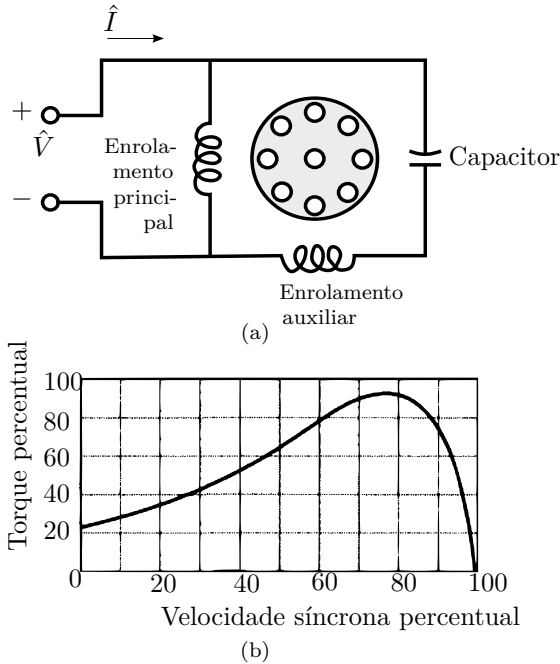 Î
+
V̂
−
Enrola-
mento
princi-
pal
Capacitor
Enrolamento
auxiliar
(a)
Torque percentual
100
80
60
40
20
0
20
40
60
80
100
Velocidade síncrona percentual
(b)